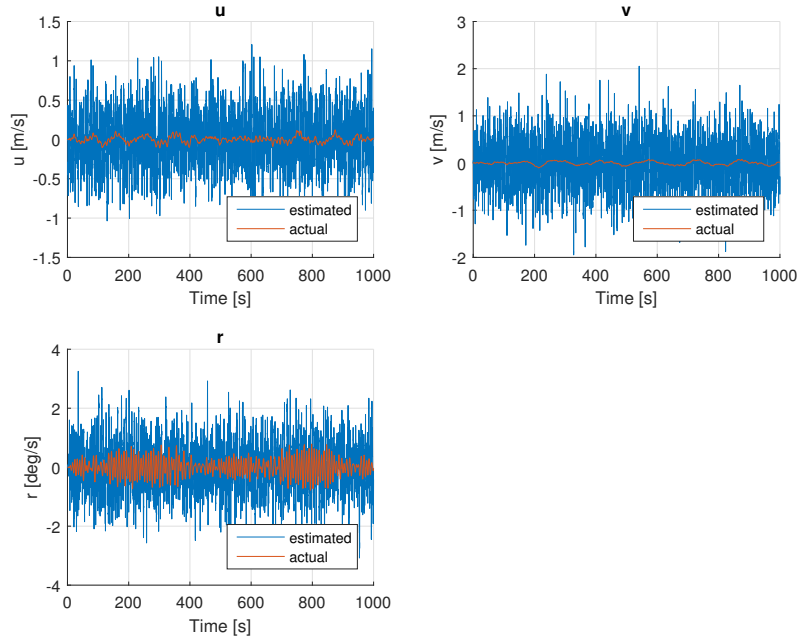 u
1.5
1
0.5
0
-0.5
-1
-1.5
u [m/s]
estimated
actual
0 200 400 600 800 1000
Time [s]
v
3
2
1
0
-1
-2
v [m/s]
estimated
actual
0 200 400 600 800 1000
Time [s]
r
4
2
0
-2
-4
r [deg/s]
estimated
actual
0 200 400 600 800 1000
Time [s]